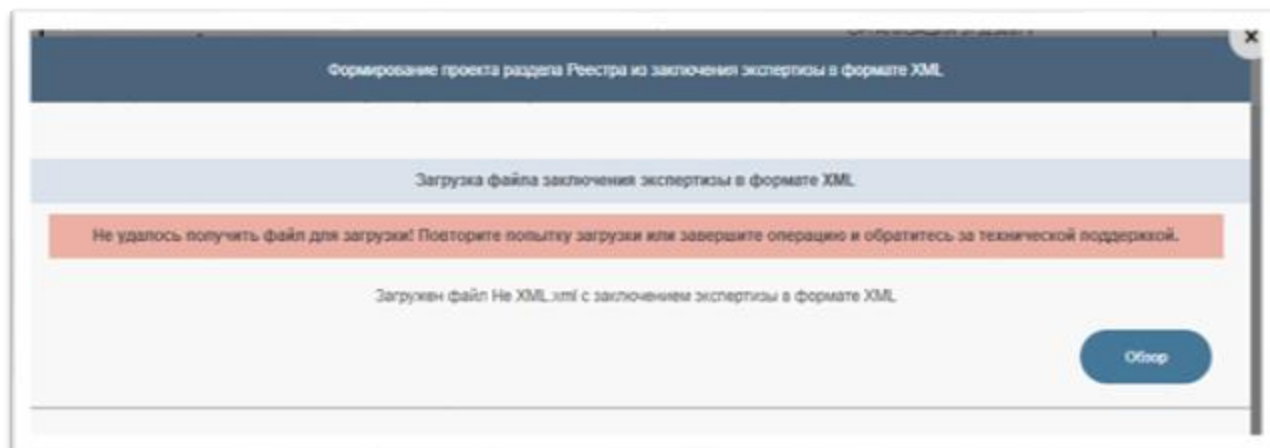 ×
Формирование проекта раздела Реестра из заключения экспертизы в формате XML
Загрузка файла заключения экспертизы в формате XML
Не удалось получить файл для загрузки! Повторите попытку загрузки или завершите операцию и обратитесь за технической поддержкой.
Загружен файл Не XML.xml с заключением экспертизы в формате XML
Обзор